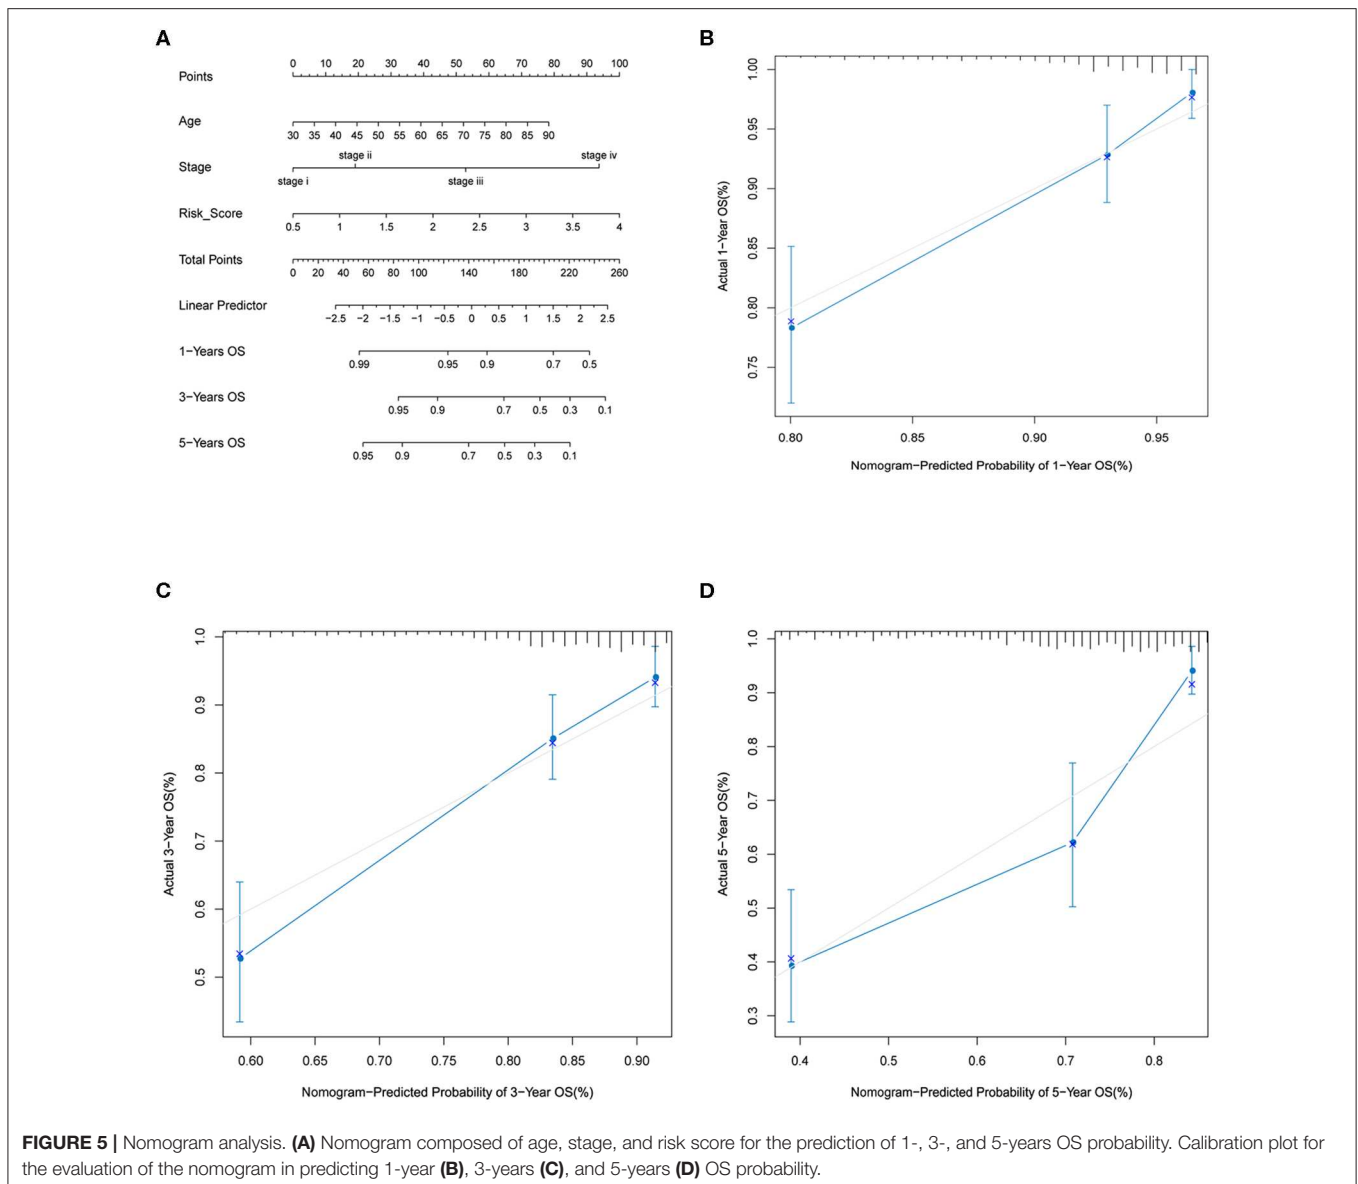 A
Points
0 10 20 30 40 50 60 70 80 90 100
Age
30 35 40 45 50 55 60 65 70 75 80 85 90
stage ii stage iv
Stage
stage i stage iii
Risk_Score
0.5 1 1.5 2 2.5 3 3.5 4
Total Points
0 20 40 60 80 100 140 180 220 260
Linear Predictor
−2.5 −2 −1.5 −1 −0.5 0 0.5 1 1.5 2 2.5
1−Years OS
0.99 0.95 0.9 0.7 0.5
3−Years OS
0.95 0.9 0.7 0.5 0.3 0.1
5−Years OS
0.95 0.9 0.7 0.5 0.3 0.1
B
Actual 1−Year OS(%)
1.00
0.95
0.90
0.85
0.80
0.75
0.80 0.85 0.90 0.95
Nomogram−Predicted Probability of 1−Year OS(%)
C
Actual 3−Year OS(%)
1.0
0.9
0.8
0.7
0.6
0.5
0.60 0.65 0.70 0.75 0.80 0.85 0.90
Nomogram−Predicted Probability of 3−Year OS(%)
D
Actual 5−Year OS(%)
1.0
0.9
0.8
0.7
0.6
0.5
0.4
0.3
0.4 0.5 0.6 0.7 0.8
Nomogram−Predicted Probability of 5−Year OS(%)
FIGURE 5 | Nomogram analysis. (A) Nomogram composed of age, stage, and risk score for the prediction of 1-, 3-, and 5-years OS probability. Calibration plot for
the evaluation of the nomogram in predicting 1-year (B), 3-years (C), and 5-years (D) OS probability.